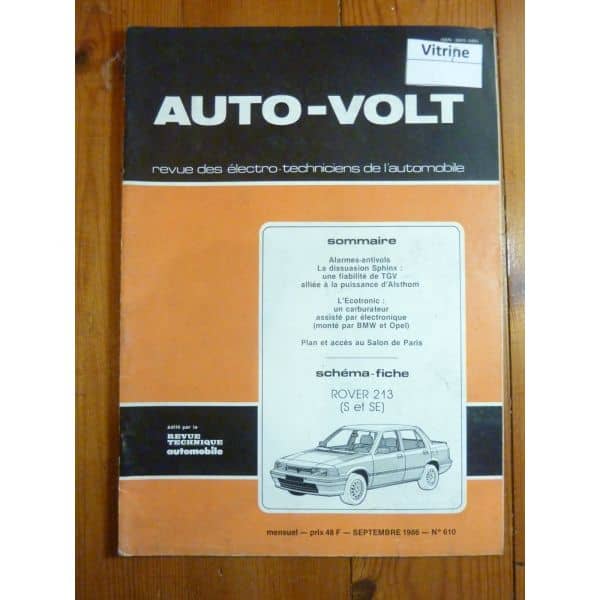 Vitrine
AUTO-VOLT
revue des électro-techniciens de l'automobile
sommaire
Alarmes-antivols
La dissuasion Sphinx :
une fiabilité de TGV
alliée à la puissance d'Alsthom
L'Ecotronic :
un carburateur
assisté par électronique
(monté par BMW et Opel)
Plan et accès au Salon de Paris
schéma-fiche
ROVER 213
(S et SE)
édité par la
REVUE
TECHNIQUE
automobile
mensuel — prix 48 F — SEPTEMBRE 1986 — N° 610